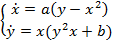 ẋ = a(y − x²)
ẏ = x(y²x + b)